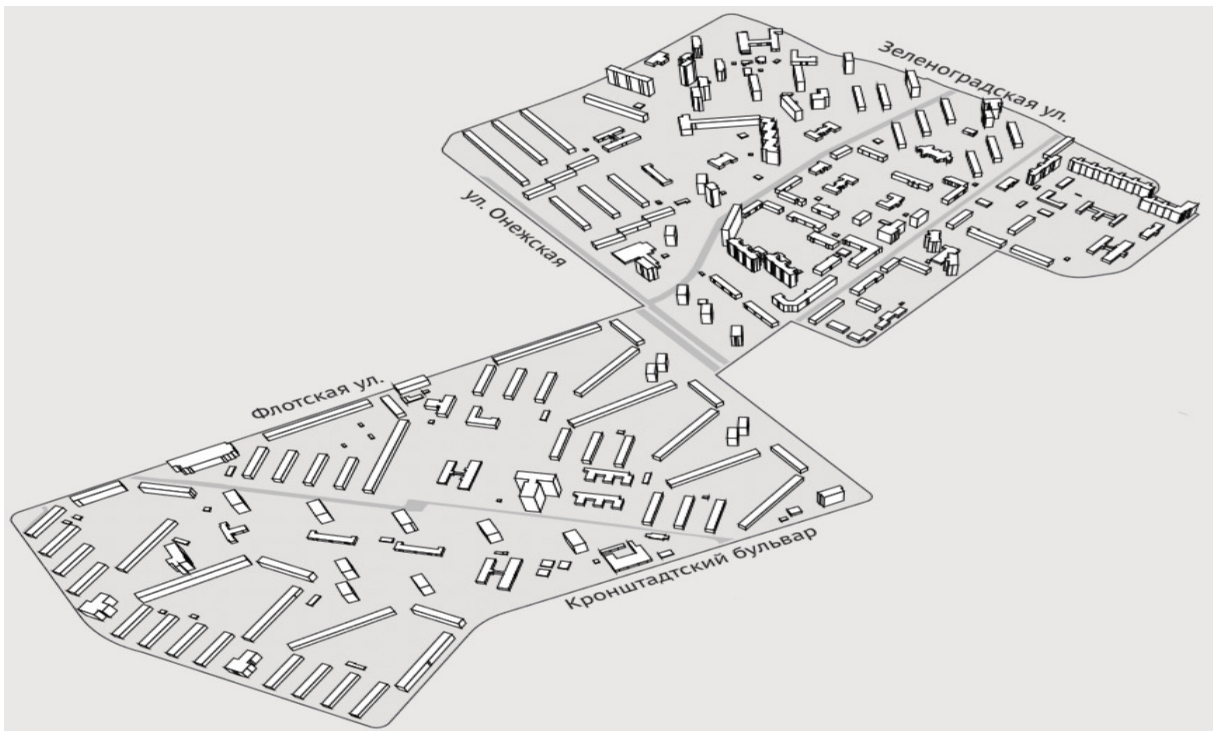 Зеленоградская ул.
ул. Онежская
Флотская ул.
Кронштадтский бульвар